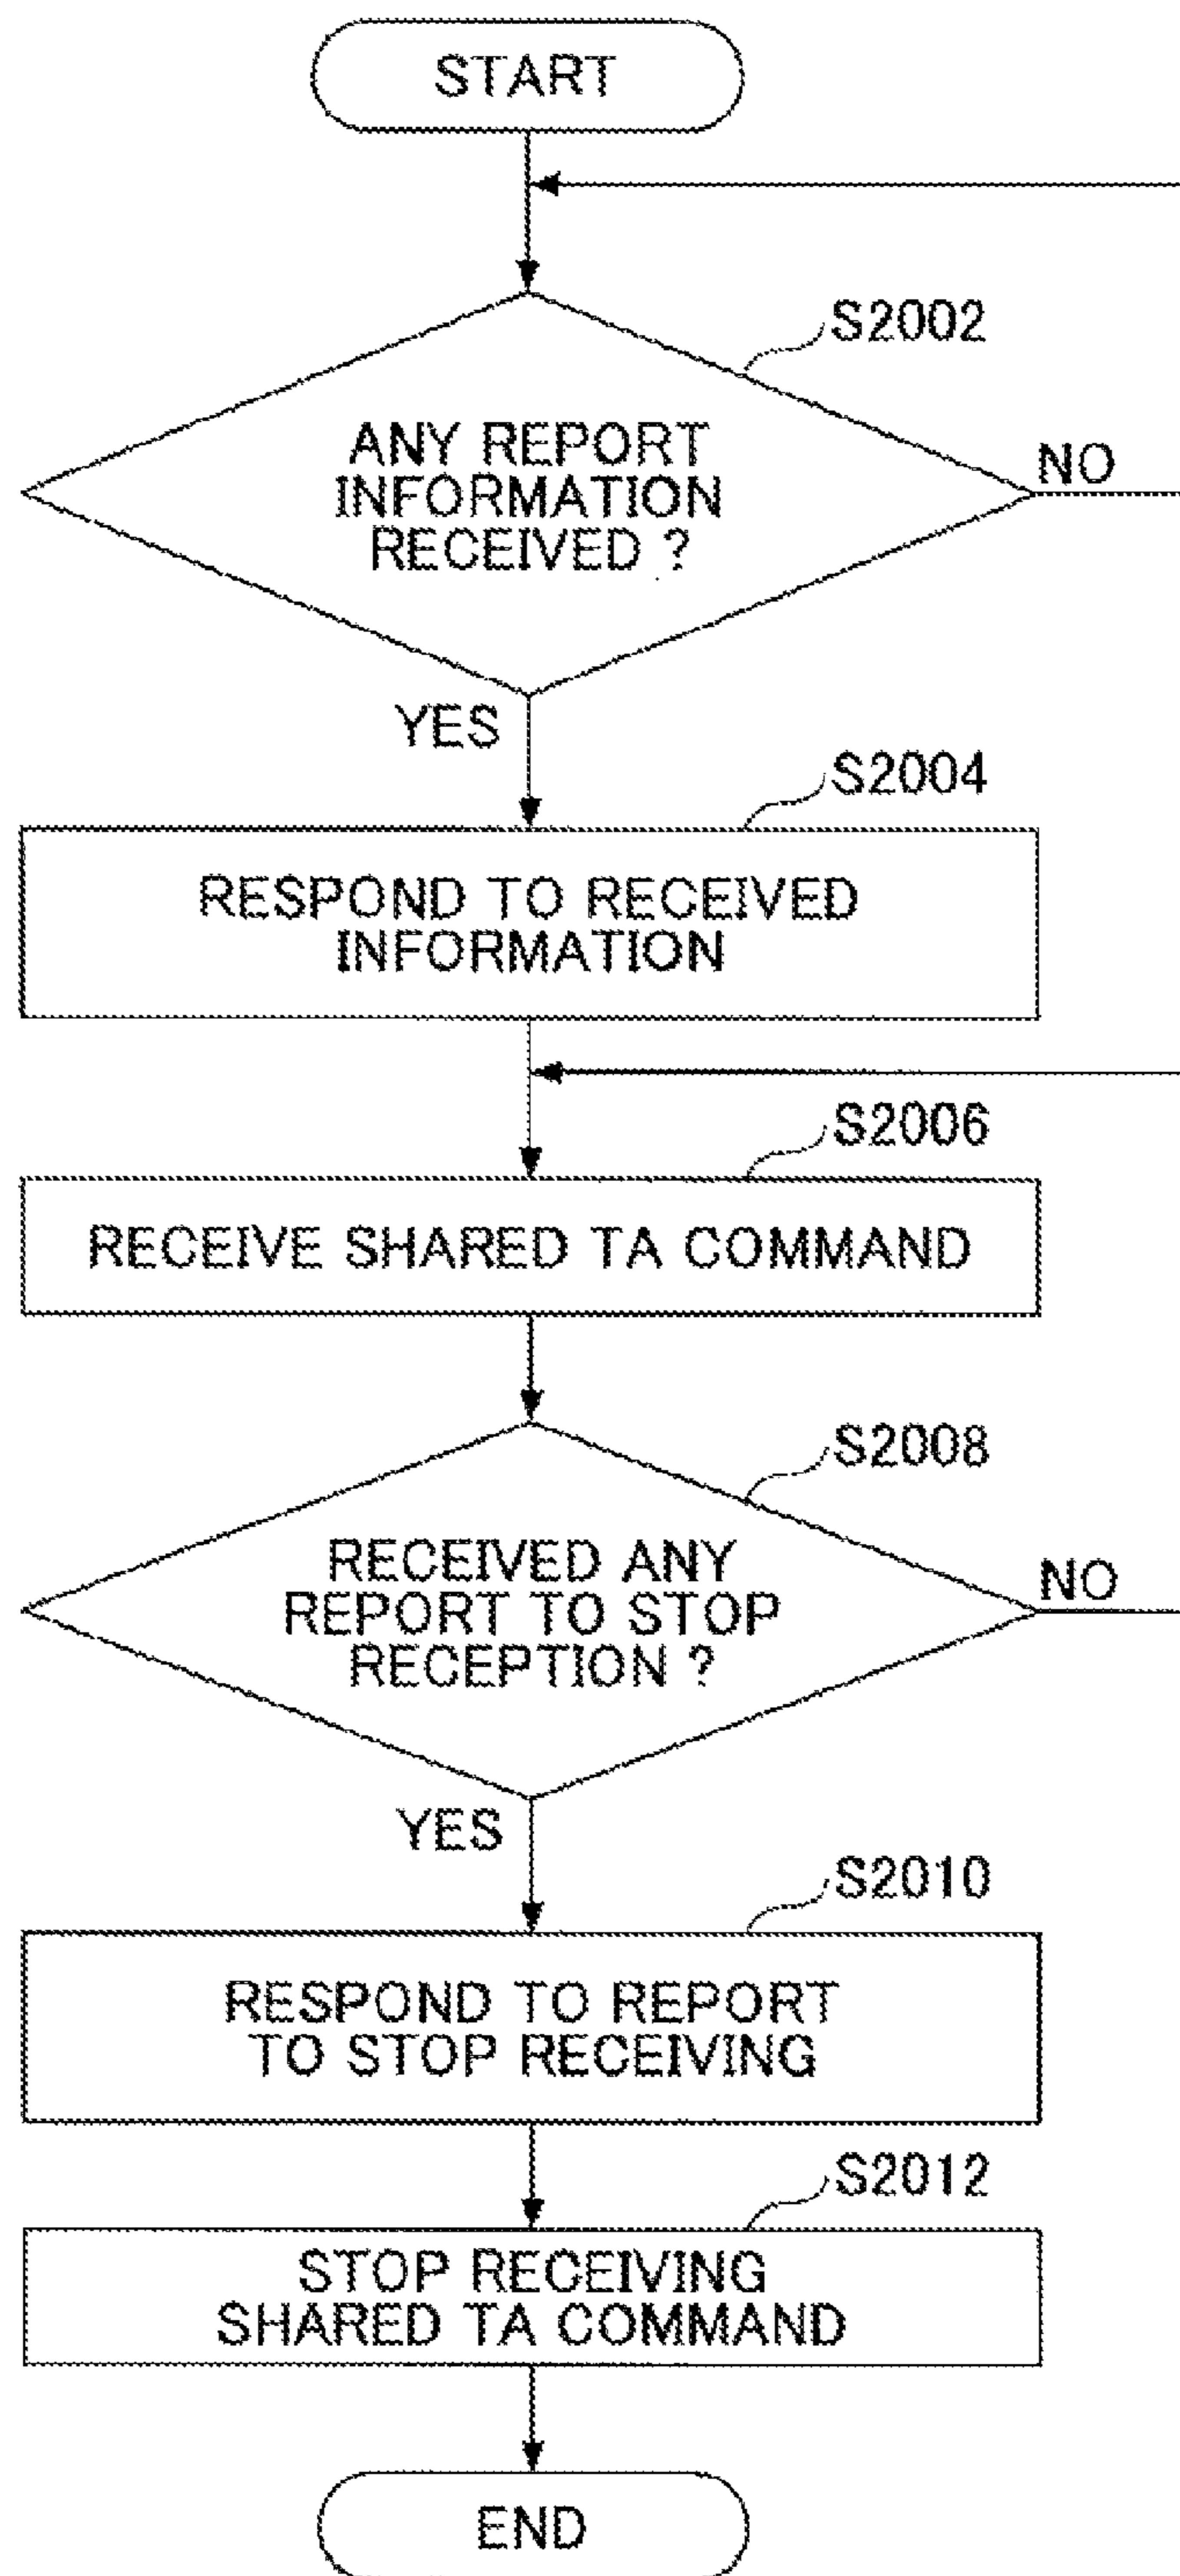 START
S2002
ANY REPORT
INFORMATION
RECEIVED ?
NO
YES
S2004
RESPOND TO RECEIVED
INFORMATION
S2006
RECEIVE SHARED TA COMMAND
S2008
RECEIVED ANY
REPORT TO STOP
RECEPTION ?
NO
YES
S2010
RESPOND TO REPORT
TO STOP RECEIVING
S2012
STOP RECEIVING
SHARED TA COMMAND
END